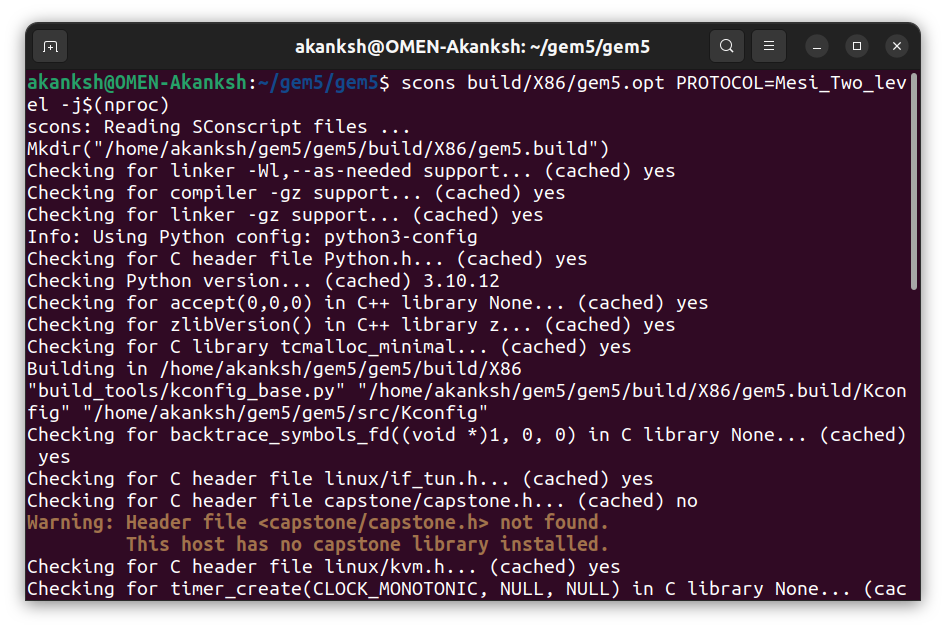 akanksh@OMEN-Akanksh: ~/gem5/gem5
akanksh@OMEN-Akanksh:~/gem5/gem5$ scons build/X86/gem5.opt PROTOCOL=Mesi_Two_lev
el -j$(nproc)
scons: Reading SConscript files ...
Mkdir("/home/akanksh/gem5/gem5/build/X86/gem5.build")
Checking for linker -Wl,--as-needed support... (cached) yes
Checking for compiler -gz support... (cached) yes
Checking for linker -gz support... (cached) yes
Info: Using Python config: python3-config
Checking for C header file Python.h... (cached) yes
Checking Python version... (cached) 3.10.12
Checking for accept(0,0,0) in C++ library None... (cached) yes
Checking for zlibVersion() in C++ library z... (cached) yes
Checking for C library tcmalloc_minimal... (cached) yes
Building in /home/akanksh/gem5/gem5/build/X86
"build_tools/kconfig_base.py" "/home/akanksh/gem5/gem5/build/X86/gem5.build/Kcon
fig" "/home/akanksh/gem5/gem5/src/Kconfig"
Checking for backtrace_symbols_fd((void *)1, 0, 0) in C library None... (cached)
 yes
Checking for C header file linux/if_tun.h... (cached) yes
Checking for C header file capstone/capstone.h... (cached) no
Warning: Header file <capstone/capstone.h> not found.
         This host has no capstone library installed.
Checking for C header file linux/kvm.h... (cached) yes
Checking for timer_create(CLOCK_MONOTONIC, NULL, NULL) in C library None... (cac